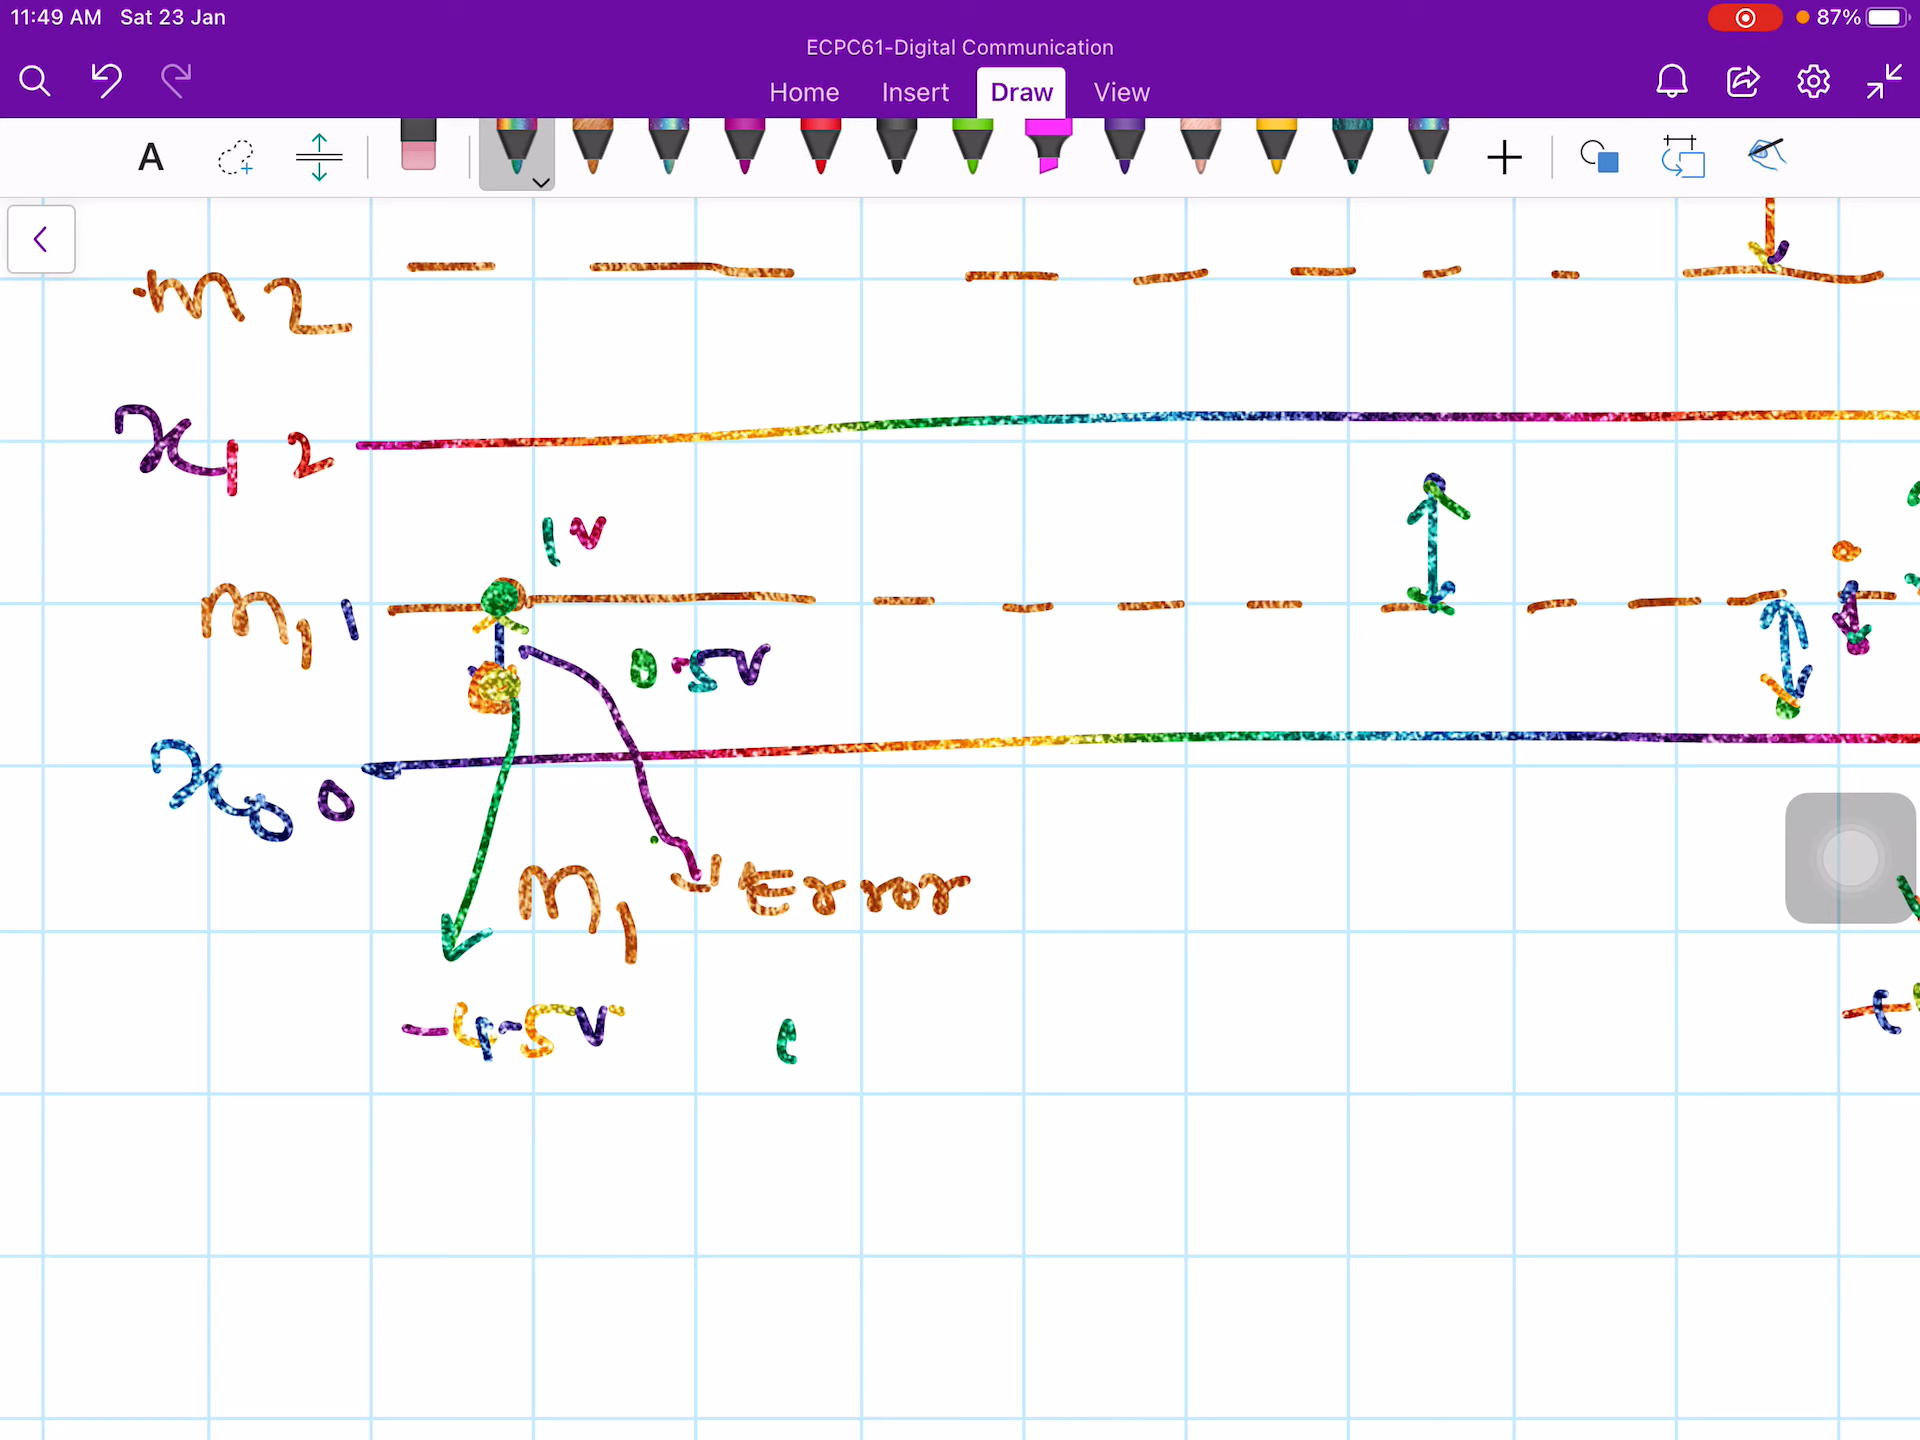 11:49 AM Sat 23 Jan
87%
ECPC61-Digital Communication
Home Insert Draw View
A
m2
x1 2
1v
m1 1
0.5v
x0 0
m1
Error
-4.5v